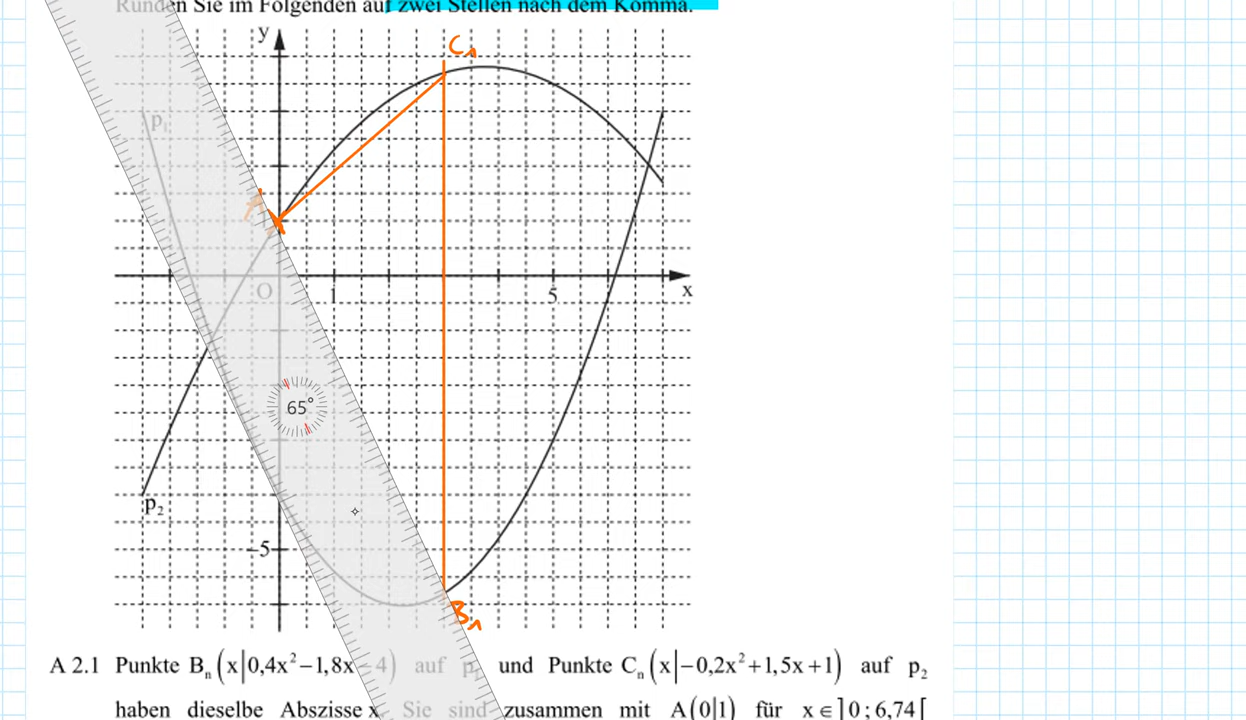 Runden Sie im Folgenden auf zwei Stellen nach dem Komma.
y
C₁
p₁
A
O
1
5
x
65°
p₂
-5
B₁
A 2.1 Punkte Bₙ (x|0,4x² − 1,8x − 4) auf p₁ und Punkte Cₙ (x|−0,2x² + 1,5x + 1) auf p₂
haben dieselbe Abszisse x. Sie sind zusammen mit A(0|1) für x ∈ ]0 ; 6,74[